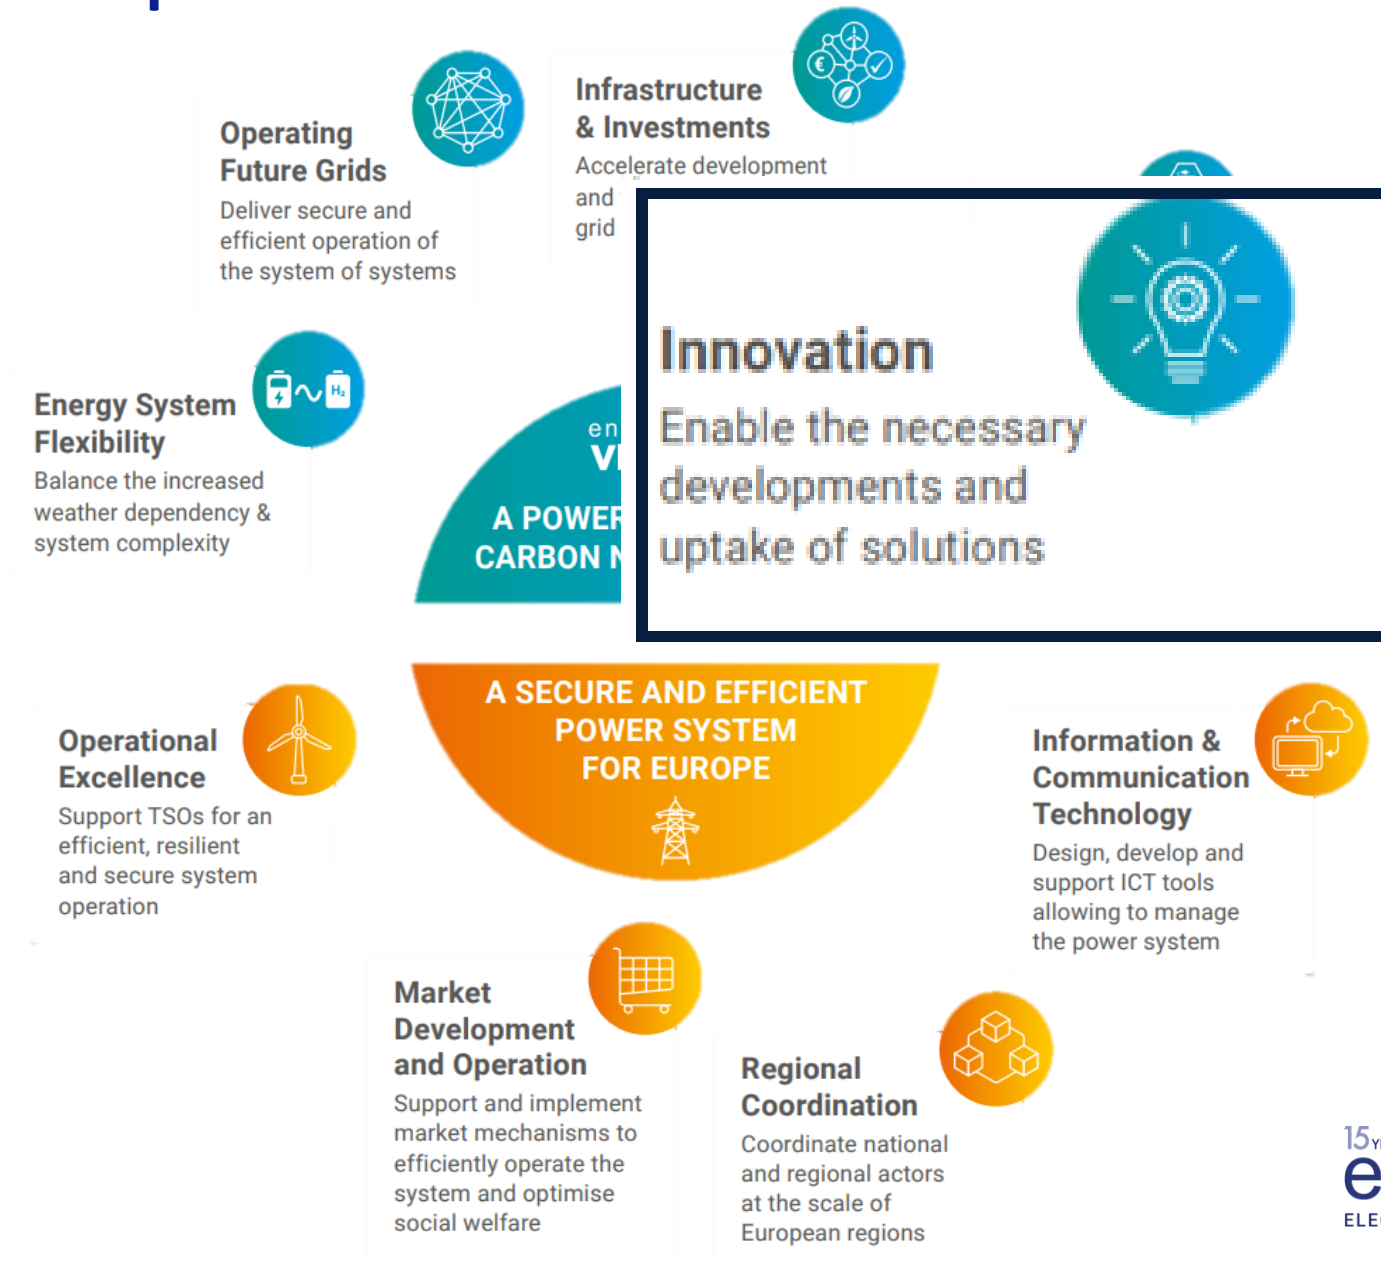 Infrastructure
& Investments
Accelerate development
and
grid
Operating
Future Grids
Deliver secure and
efficient operation of
the system of systems
Innovation
Enable the necessary
developments and
uptake of solutions
Energy System
Flexibility
Balance the increased
weather dependency &
system complexity
H₂
en
A POWER
CARBON
A SECURE AND EFFICIENT
POWER SYSTEM
FOR EUROPE
Operational
Excellence
Support TSOs for an
efficient, resilient
and secure system
operation
Information &
Communication
Technology
Design, develop and
support ICT tools
allowing to manage
the power system
Market
Development
and Operation
Support and implement
market mechanisms to
efficiently operate the
system and optimise
social welfare
Regional
Coordination
Coordinate national
and regional actors
at the scale of
European regions
15
e
ELE